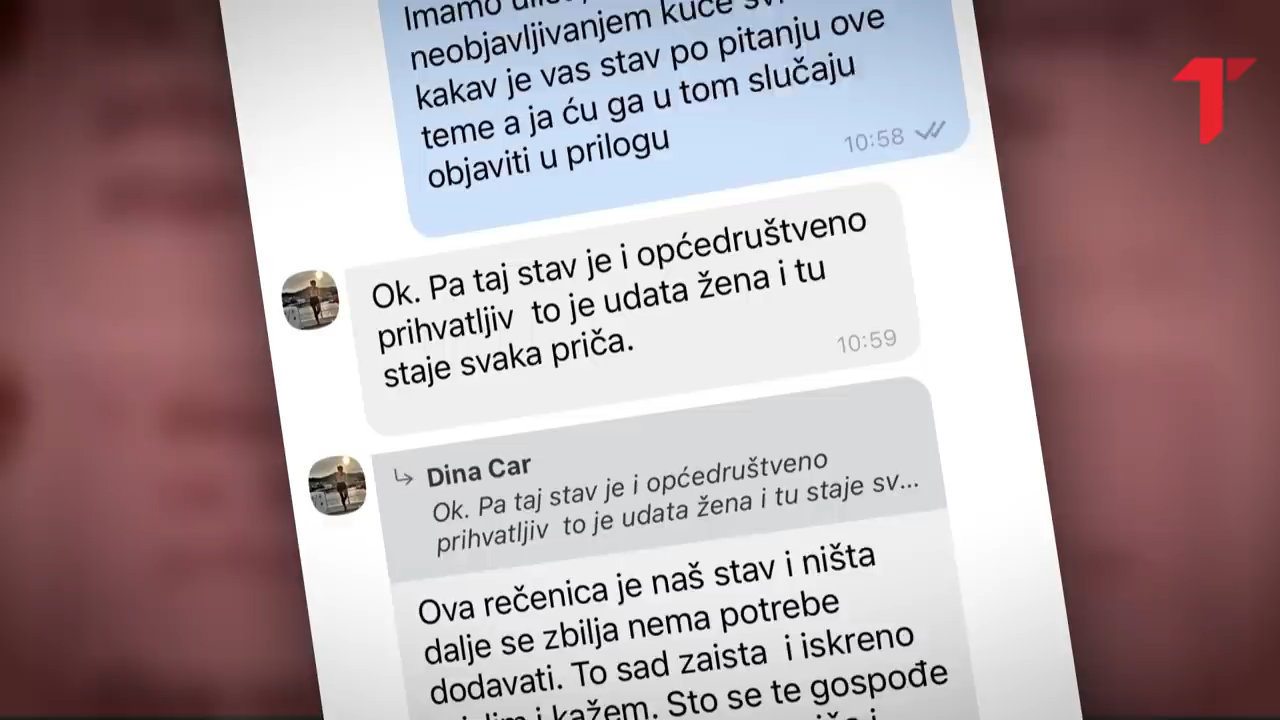 Imamo
neobjavljivanjem kuće
kakav je vas stav po pitanju ove
teme a ja ću ga u tom slučaju
objaviti u prilogu
10:58
Ok. Pa taj stav je i općedruštveno
prihvatljiv to je udata žena i tu
staje svaka priča.
10:59
Dina Car
Ok. Pa taj stav je i općedruštveno
prihvatljiv to je udata žena i tu staje sv...
Ova rečenica je naš stav i ništa
dalje se zbilja nema potrebe
dodavati. To sad zaista i iskreno
i kažem. Sto se te gospođe